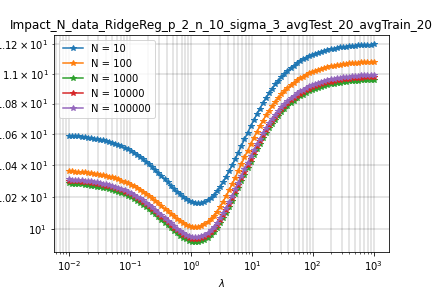 Impact_N_data_RidgeReg_p_2_n_10_sigma_3_avgTest_20_avgTrain_20
1.12 × 10¹
1.1 × 10¹
1.08 × 10¹
1.06 × 10¹
1.04 × 10¹
1.02 × 10¹
10¹
N = 10
N = 100
N = 1000
N = 10000
N = 100000
10⁻² 10⁻¹ 10⁰ 10¹ 10² 10³
λ